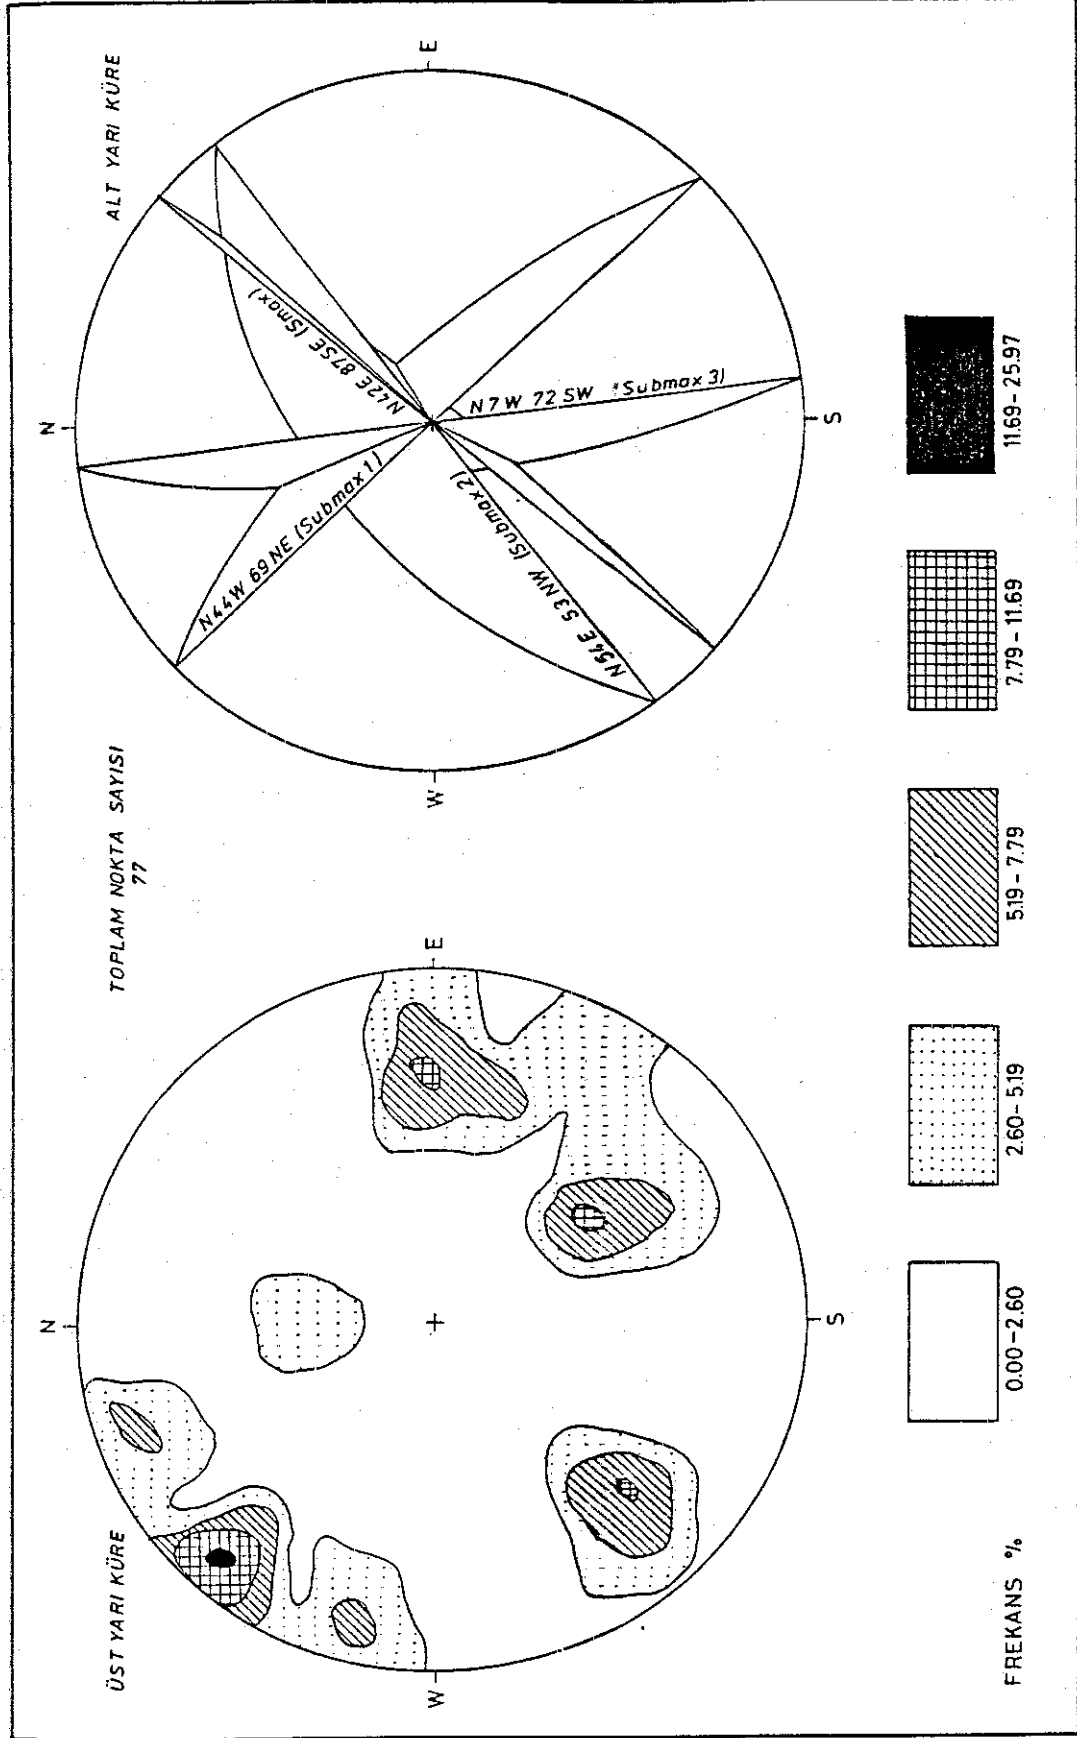 ÜST YARI KÜRE
TOPLAM NOKTA SAYISI
77
ALT YARI KÜRE
N
E
S
W
N
E
S
W
N44W 69 NE (Submax 1)
N42E 87SE (Smax)
N54E 53NW (Submax 2)
N7W 72 SW (Submax 3)
FREKANS %
0.00-2.60
2.60-5.19
5.19-7.79
7.79-11.69
11.69-25.97